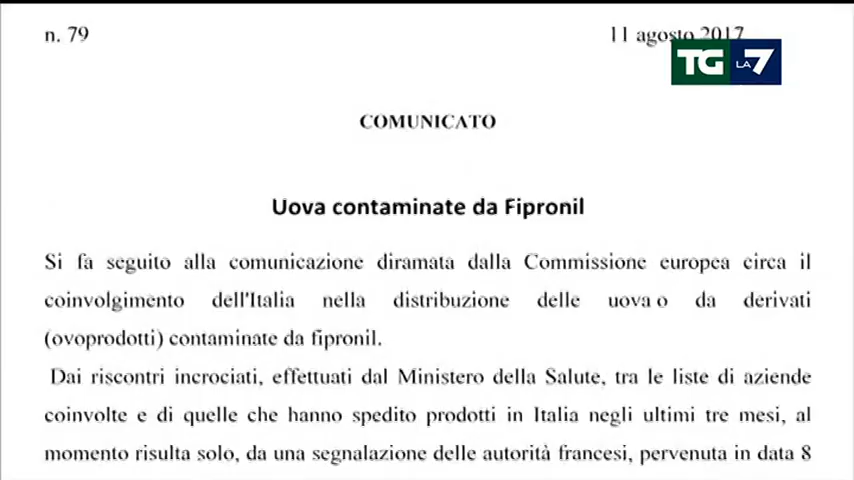 n. 79
11 agosto 2017
TG LA7
COMUNICATO
Uova contaminate da Fipronil
Si fa seguito alla comunicazione diramata dalla Commissione europea circa il
coinvolgimento dell'Italia nella distribuzione delle uova o da derivati
(ovoprodotti) contaminate da fipronil.
Dai riscontri incrociati, effettuati dal Ministero della Salute, tra le liste di aziende
coinvolte e di quelle che hanno spedito prodotti in Italia negli ultimi tre mesi, al
momento risulta solo, da una segnalazione delle autorità francesi, pervenuta in data 8